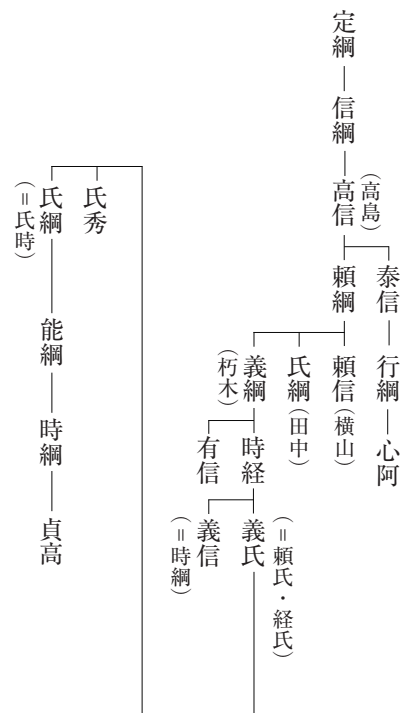 定綱
信綱
高信
(高島)
泰信
行綱
心阿
頼綱
頼信(横山)
氏綱(田中)
義綱
(朽木)
時経
有信
義氏
(=頼氏・経氏)
義信
(=時綱)
氏秀
氏綱
(=氏時)
能綱
時綱
貞高